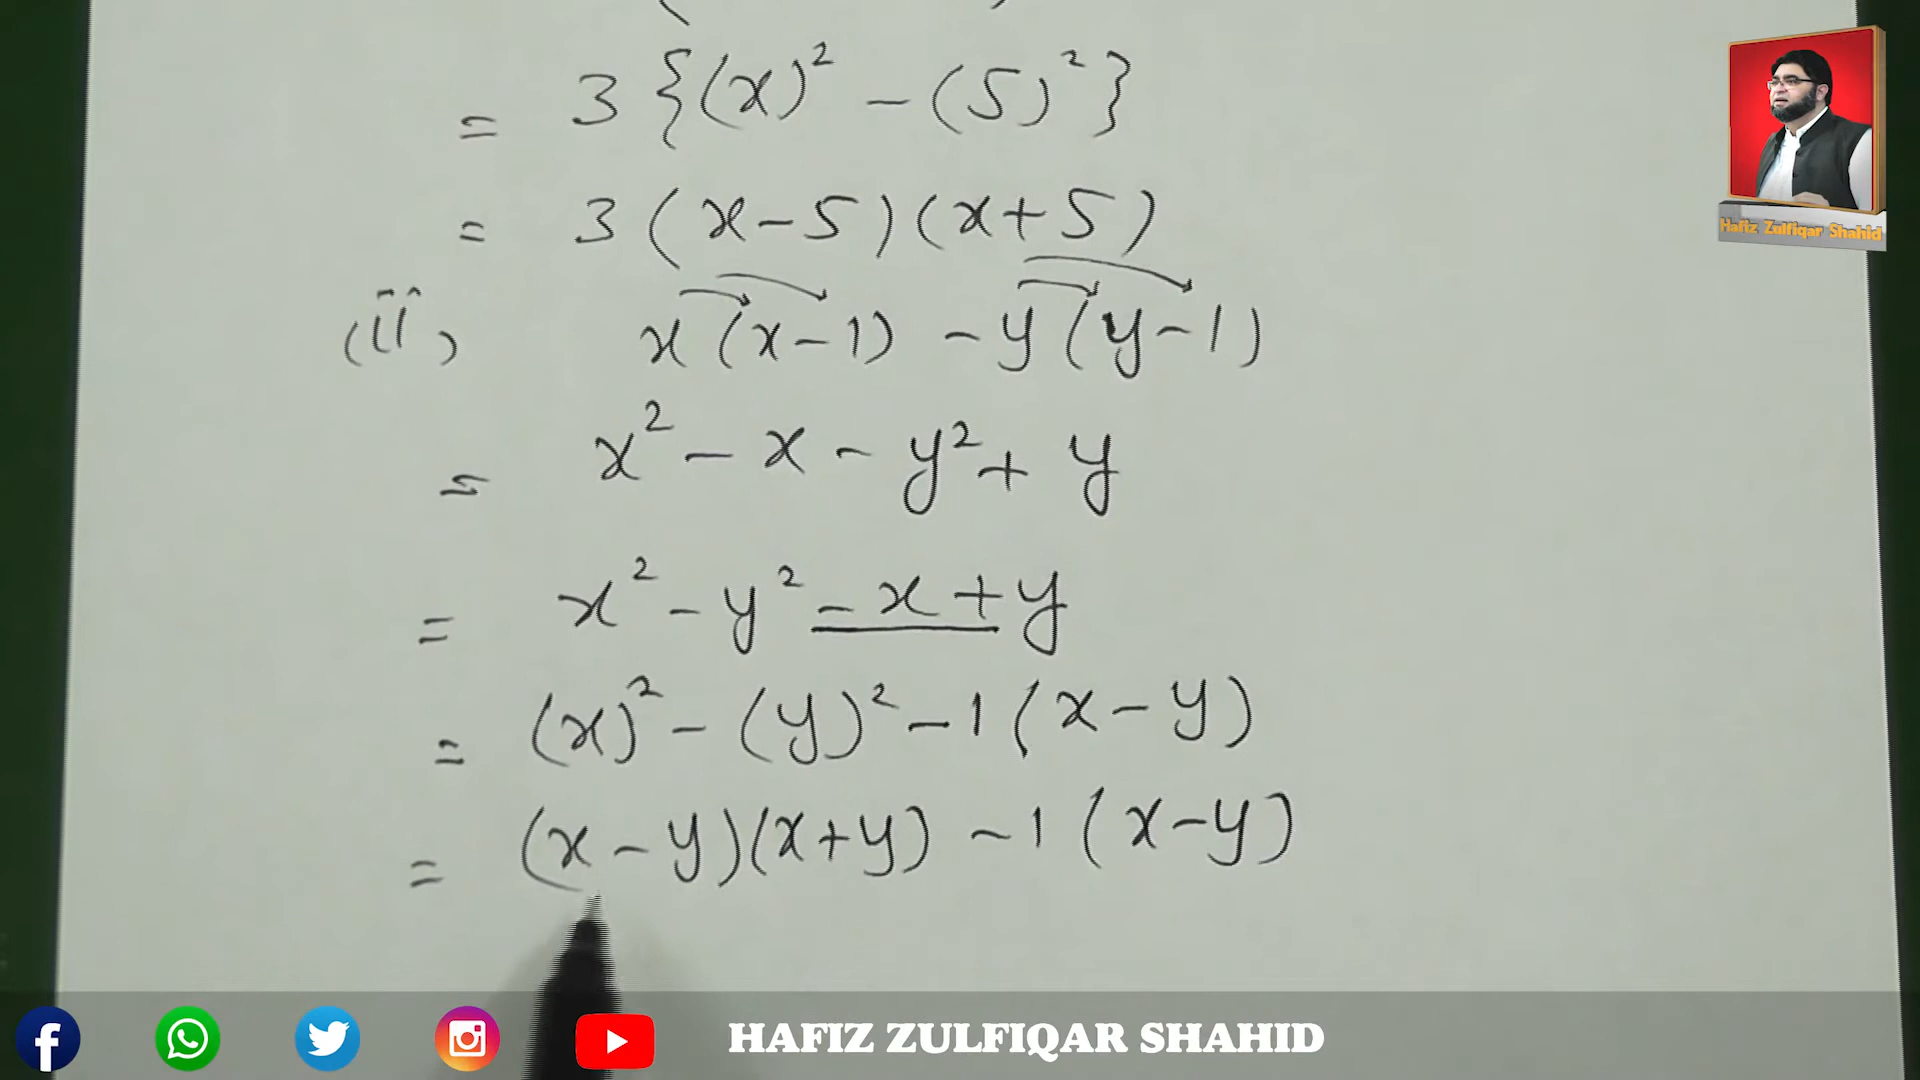 = 3 {(x)² - (5)²}
= 3 (x-5) (x+5)
(ii) x (x-1) - y (y-1)
= x² - x - y² + y
= x² - y² - x + y
= (x)² - (y)² - 1 (x - y)
= (x - y) (x+y) - 1 (x-y)
Hafiz Zulfiqar Shahid
HAFIZ ZULFIQAR SHAHID